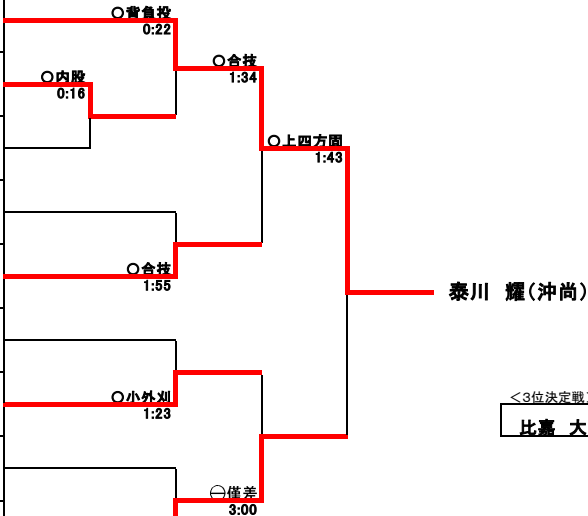 ○背負投
0:22
○合技
1:34
○内股
0:16
○上四方固
1:43
○合技
1:55
泰川　耀(沖尚)
○小外刈
1:23
＜3位決定戦
比嘉　大
㊀僅差
3:00